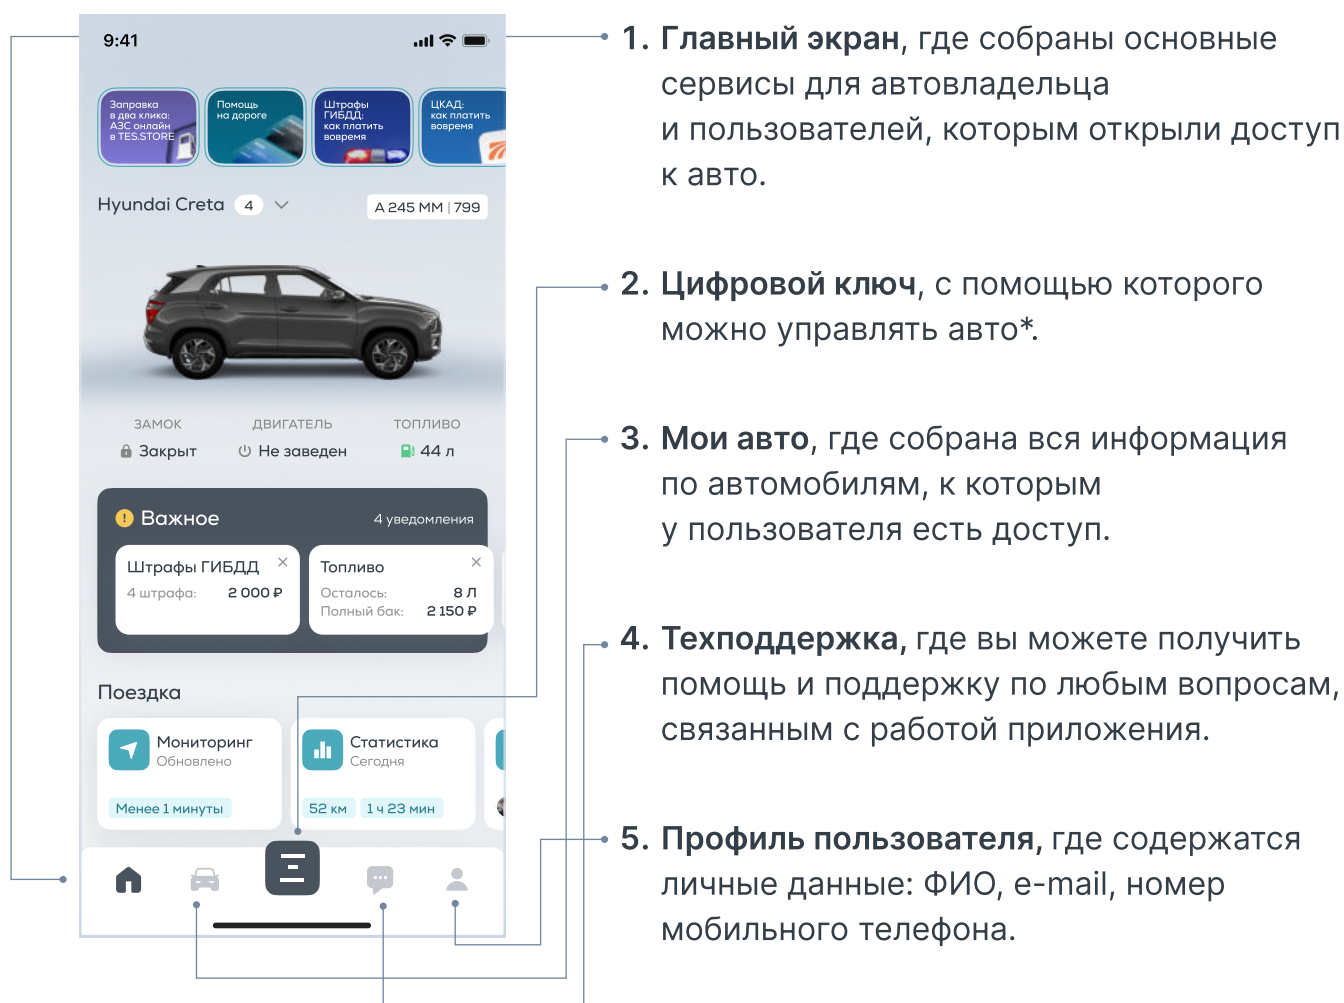 9:41
Заправка
в два клика:
АЗС онлайн
в TES.STORE
Помощь
на дороге
Штрафы
ГИБДД:
как платить
вовремя
ЦКАД:
как платить
вовремя
Hyundai Creta 4
А 245 ММ | 799
ЗАМОК ДВИГАТЕЛЬ ТОПЛИВО
Закрыт Не заведен 44 л
Важное 4 уведомления
Штрафы ГИБДД
4 штрафа: 2 000 ₽
Топливо
Осталось: 8 Л
Полный бак: 2 150 ₽
Поездка
Мониторинг
Обновлено
Менее 1 минуты
Статистика
Сегодня
52 км 1 ч 23 мин
1. Главный экран, где собраны основные
сервисы для автовладельца
и пользователей, которым открыли доступ
к авто.
2. Цифровой ключ, с помощью которого
можно управлять авто*.
3. Мои авто, где собрана вся информация
по автомобилям, к которым
у пользователя есть доступ.
4. Техподдержка, где вы можете получить
помощь и поддержку по любым вопросам,
связанным с работой приложения.
5. Профиль пользователя, где содержатся
личные данные: ФИО, e-mail, номер
мобильного телефона.